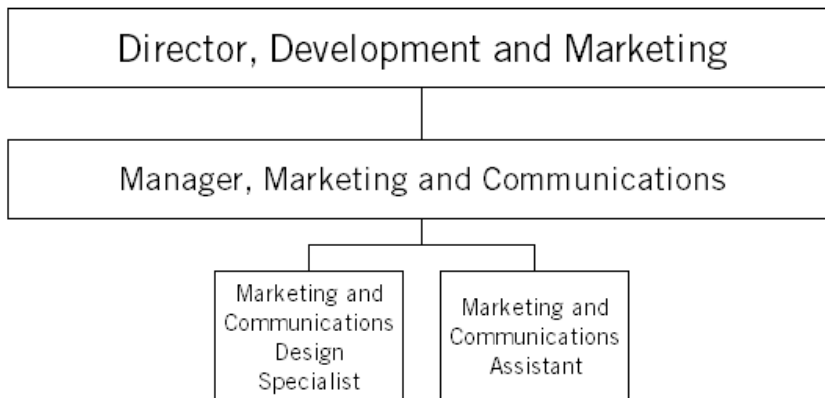 Director, Development and Marketing
Manager, Marketing and Communications
Marketing and
Communications
Design
Specialist
Marketing and
Communications
Assistant